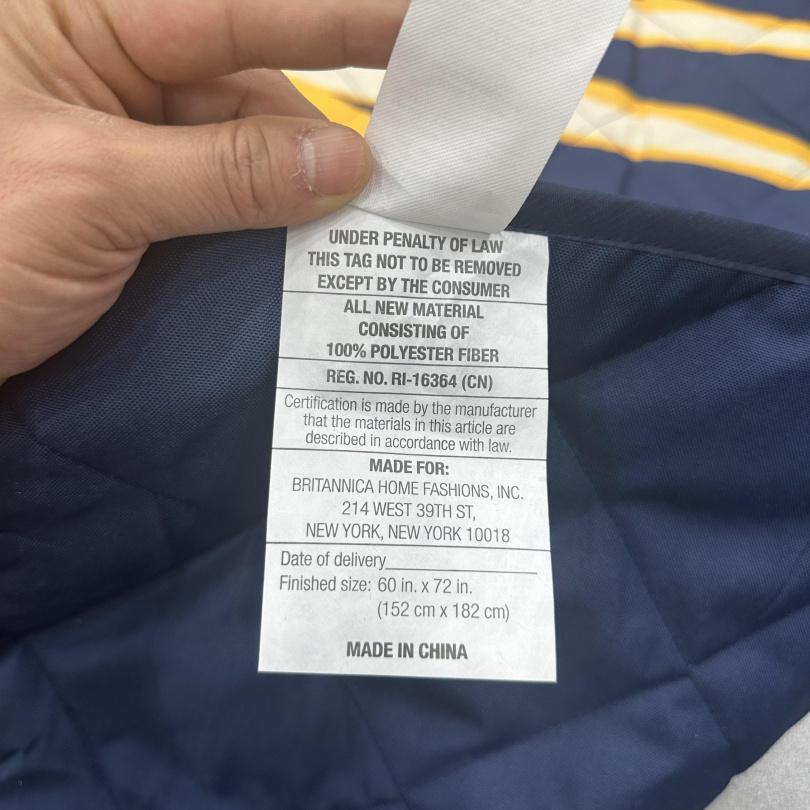 UNDER PENALTY OF LAW
THIS TAG NOT TO BE REMOVED
EXCEPT BY THE CONSUMER
ALL NEW MATERIAL
CONSISTING OF
100% POLYESTER FIBER
REG. NO. RI-16364 (CN)
Certification is made by the manufacturer
that the materials in this article are
described in accordance with law.
MADE FOR:
BRITANNICA HOME FASHIONS, INC.
214 WEST 39TH ST,
NEW YORK, NEW YORK 10018
Date of delivery
Finished size: 60 in. x 72 in.
(152 cm x 182 cm)
MADE IN CHINA